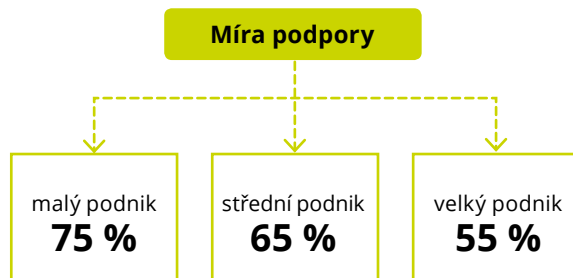 Míra podpory
malý podnik
75 %
střední podnik
65 %
velký podnik
55 %